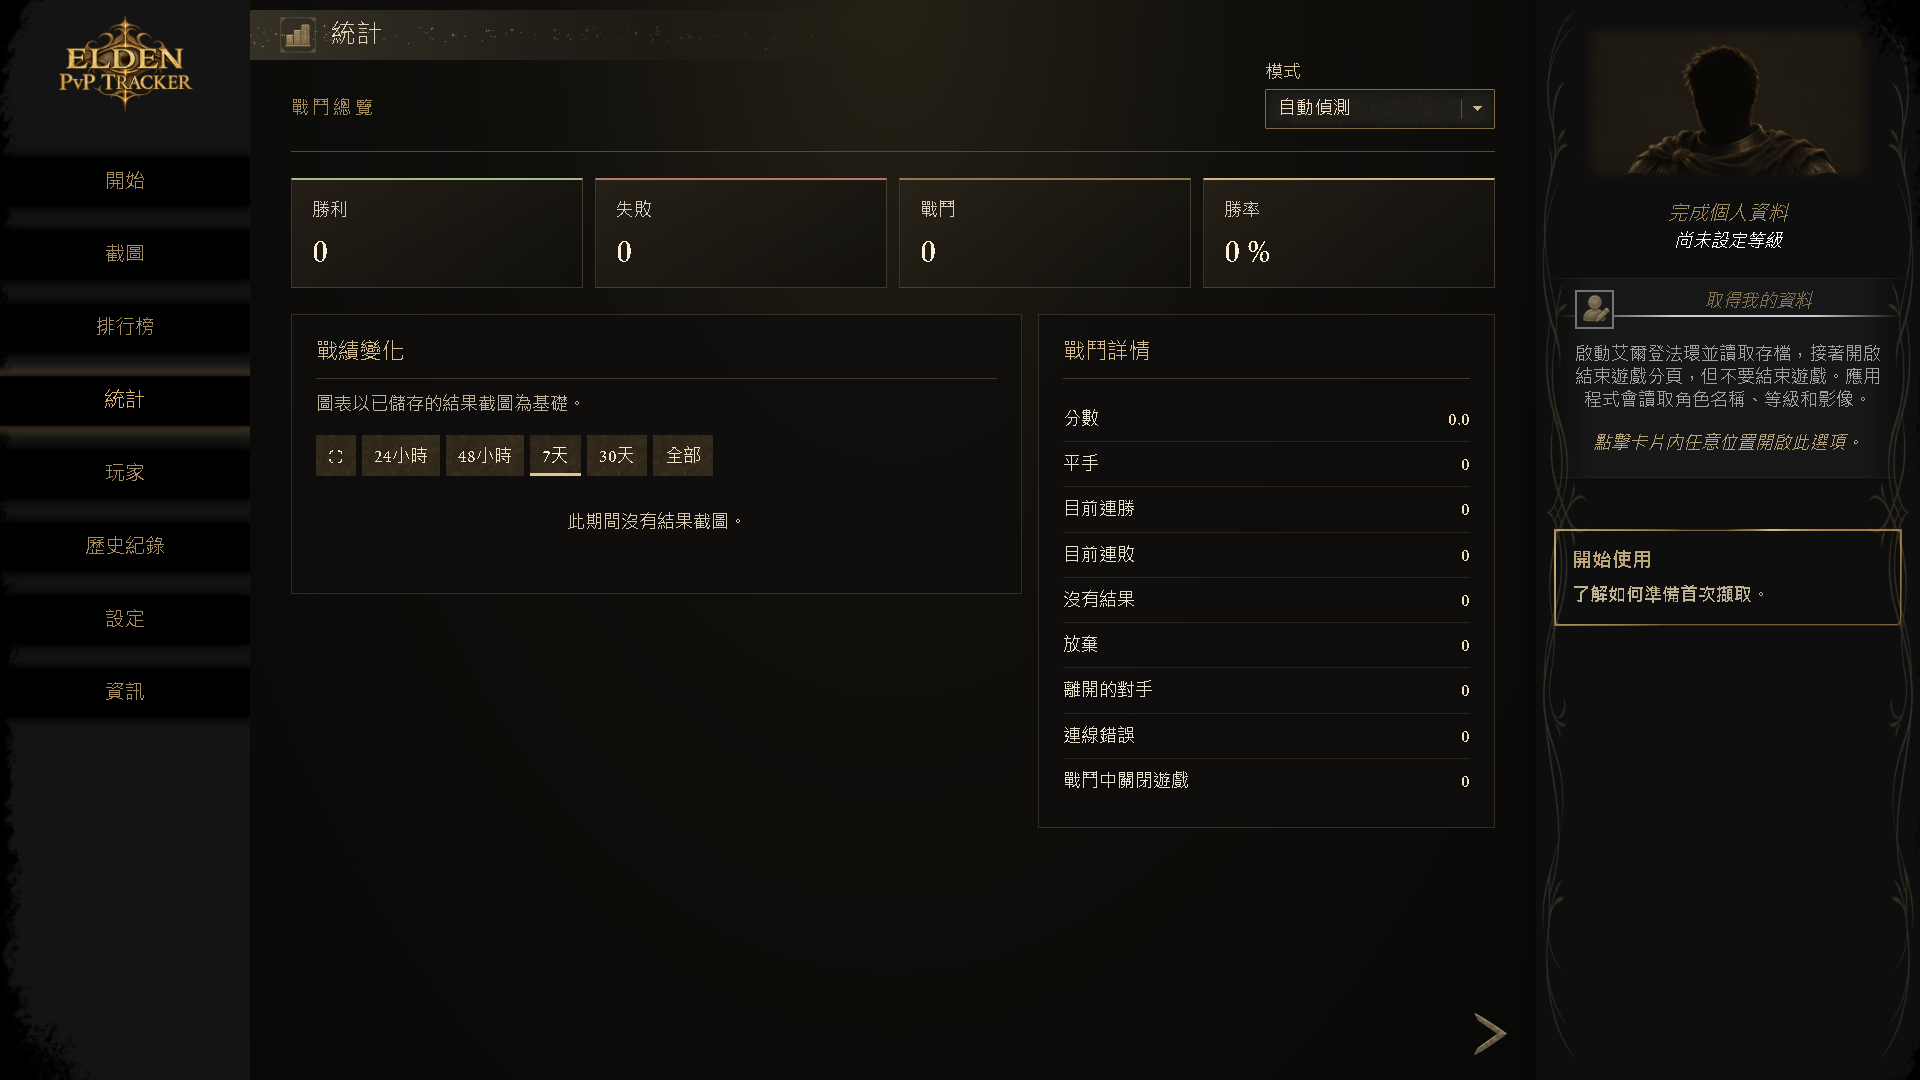 ELDEN
PVP TRACKER
開始
截圖
排行榜
統計
玩家
歷史紀錄
設定
資訊
統計
戰鬥總覽
模式
自動偵測
勝利
0
失敗
0
戰鬥
0
勝率
0 %
戰績變化
圖表以已儲存的結果截圖為基礎。
24小時
48小時
7天
30天
全部
此期間沒有結果截圖。
戰鬥詳情
分數 0.0
平手 0
目前連勝 0
目前連敗 0
沒有結果 0
放棄 0
離開的對手 0
連線錯誤 0
戰鬥中關閉遊戲 0
完成個人資料
尚未設定等級
取得我的資料
啟動艾爾登法環並讀取存檔，接著開啟
結束遊戲分頁，但不要結束遊戲。應用
程式會讀取角色名稱、等級和影像。
點擊卡片內任意位置開啟此選項。
開始使用
了解如何準備首次擷取。